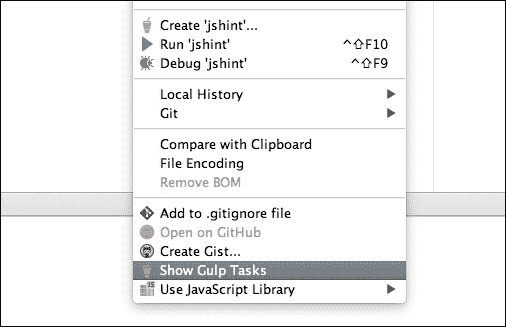 Create 'jshint'...
Run 'jshint' ^⇧F10
Debug 'jshint' ^⇧F9
Local History ▶
Git ▶
Compare with Clipboard
File Encoding
Remove BOM
Add to .gitignore file
Open on GitHub
Create Gist...
Show Gulp Tasks
JS Use JavaScript Library ▶